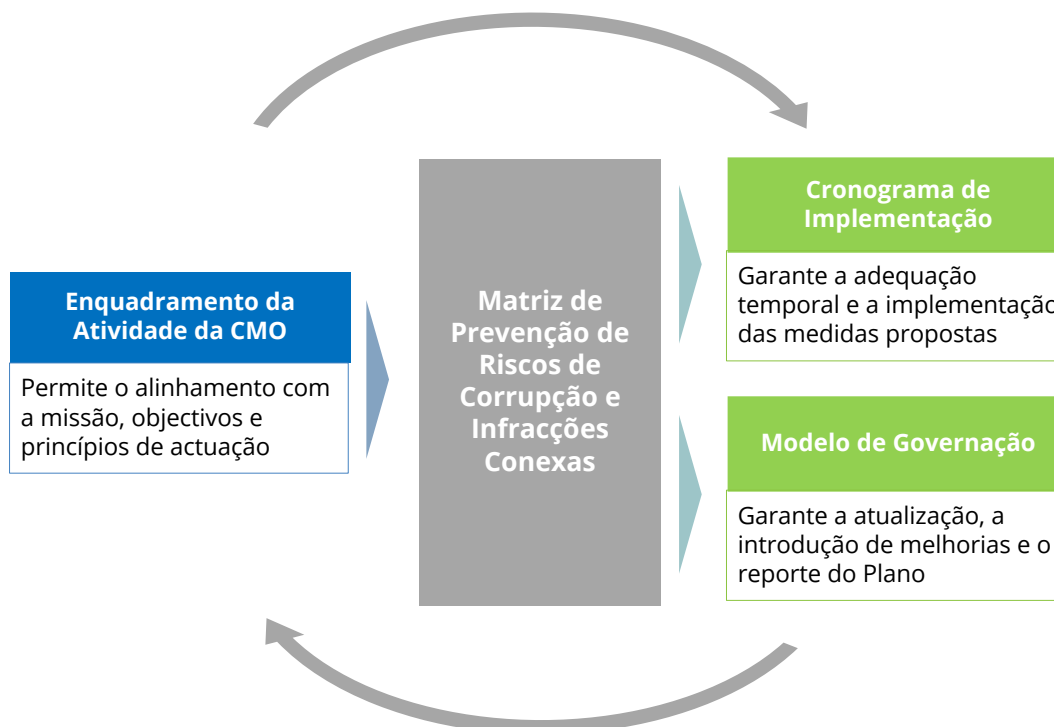 Enquadramento da
Atividade da CMO
Permite o alinhamento com
a missão, objectivos e
princípios de actuação
Matriz de
Prevenção de
Riscos de
Corrupção e
Infracções
Conexas
Cronograma de
Implementação
Garante a adequação
temporal e a implementação
das medidas propostas
Modelo de Governação
Garante a atualização, a
introdução de melhorias e o
reporte do Plano